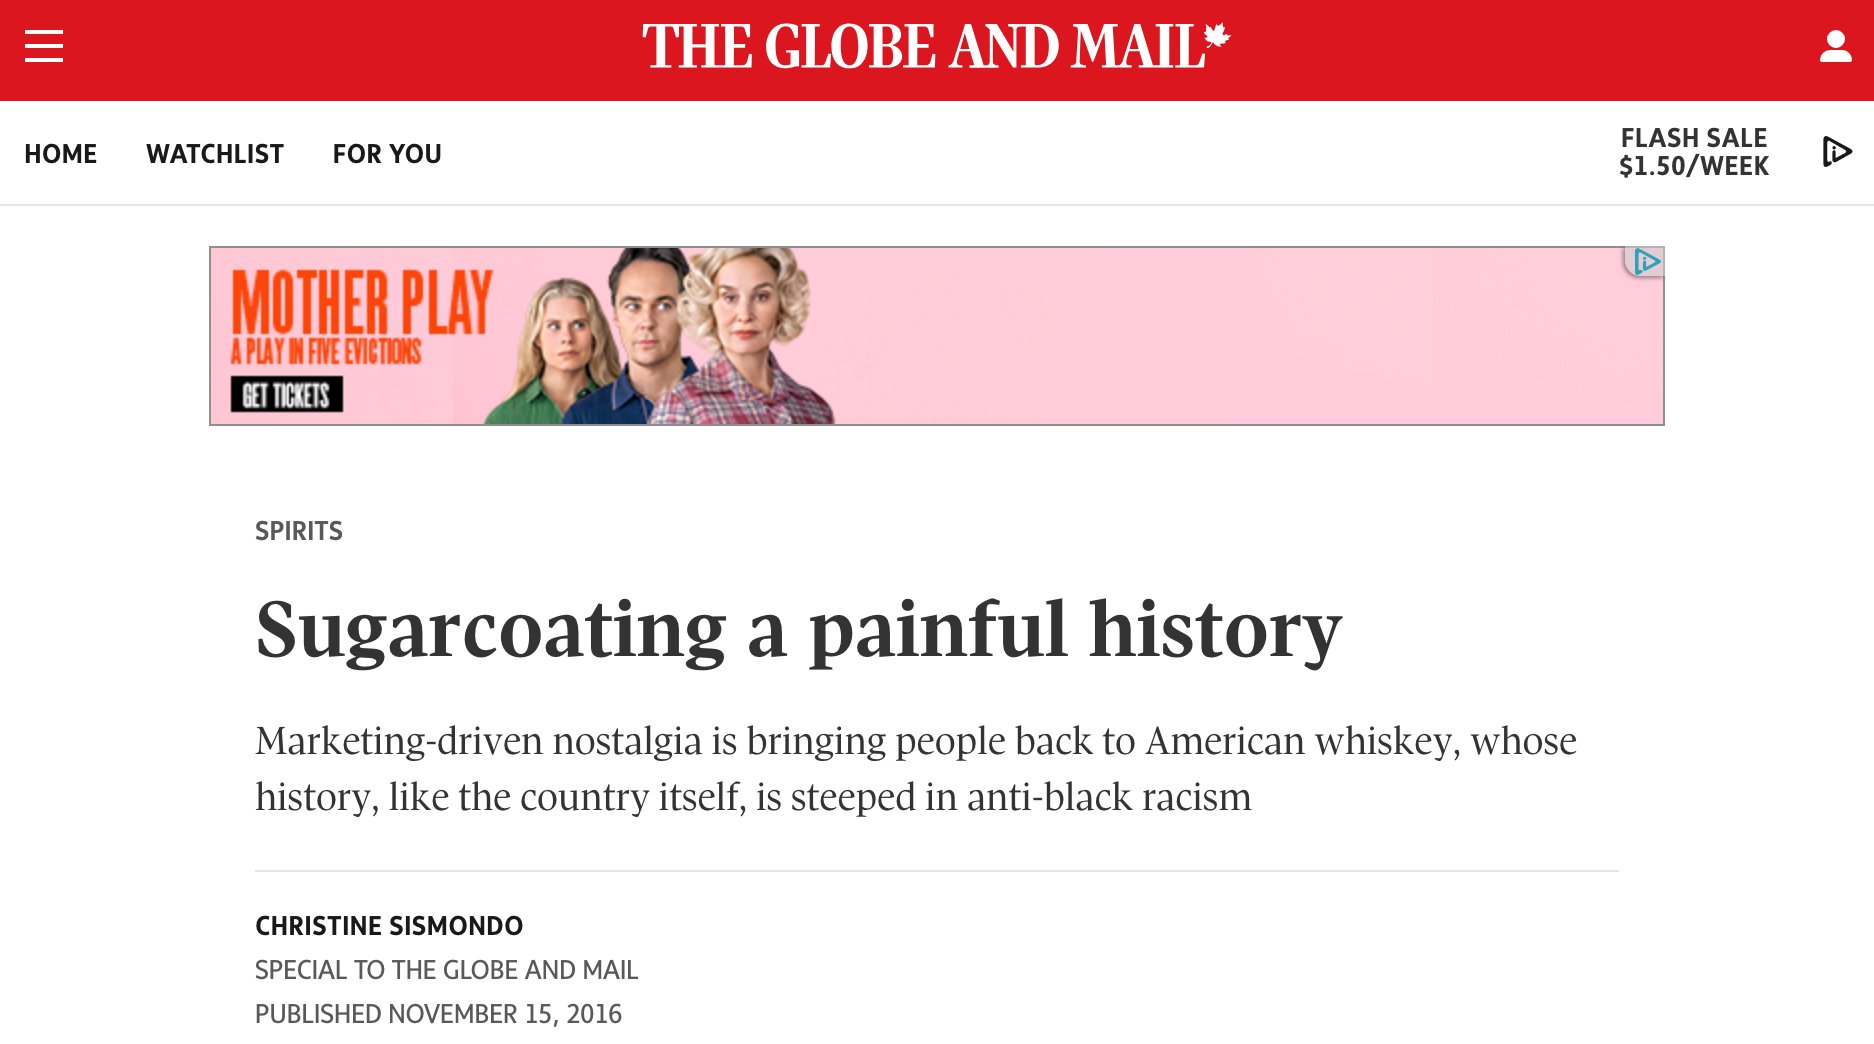 THE GLOBE AND MAIL
HOME
WATCHLIST
FOR YOU
FLASH SALE
$1.50/WEEK
MOTHER PLAY
A PLAY IN FIVE EVICTIONS
GET TICKETS
SPIRITS
Sugarcoating a painful history
Marketing-driven nostalgia is bringing people back to American whiskey, whose
history, like the country itself, is steeped in anti-black racism
CHRISTINE SISMONDO
SPECIAL TO THE GLOBE AND MAIL
PUBLISHED NOVEMBER 15, 2016